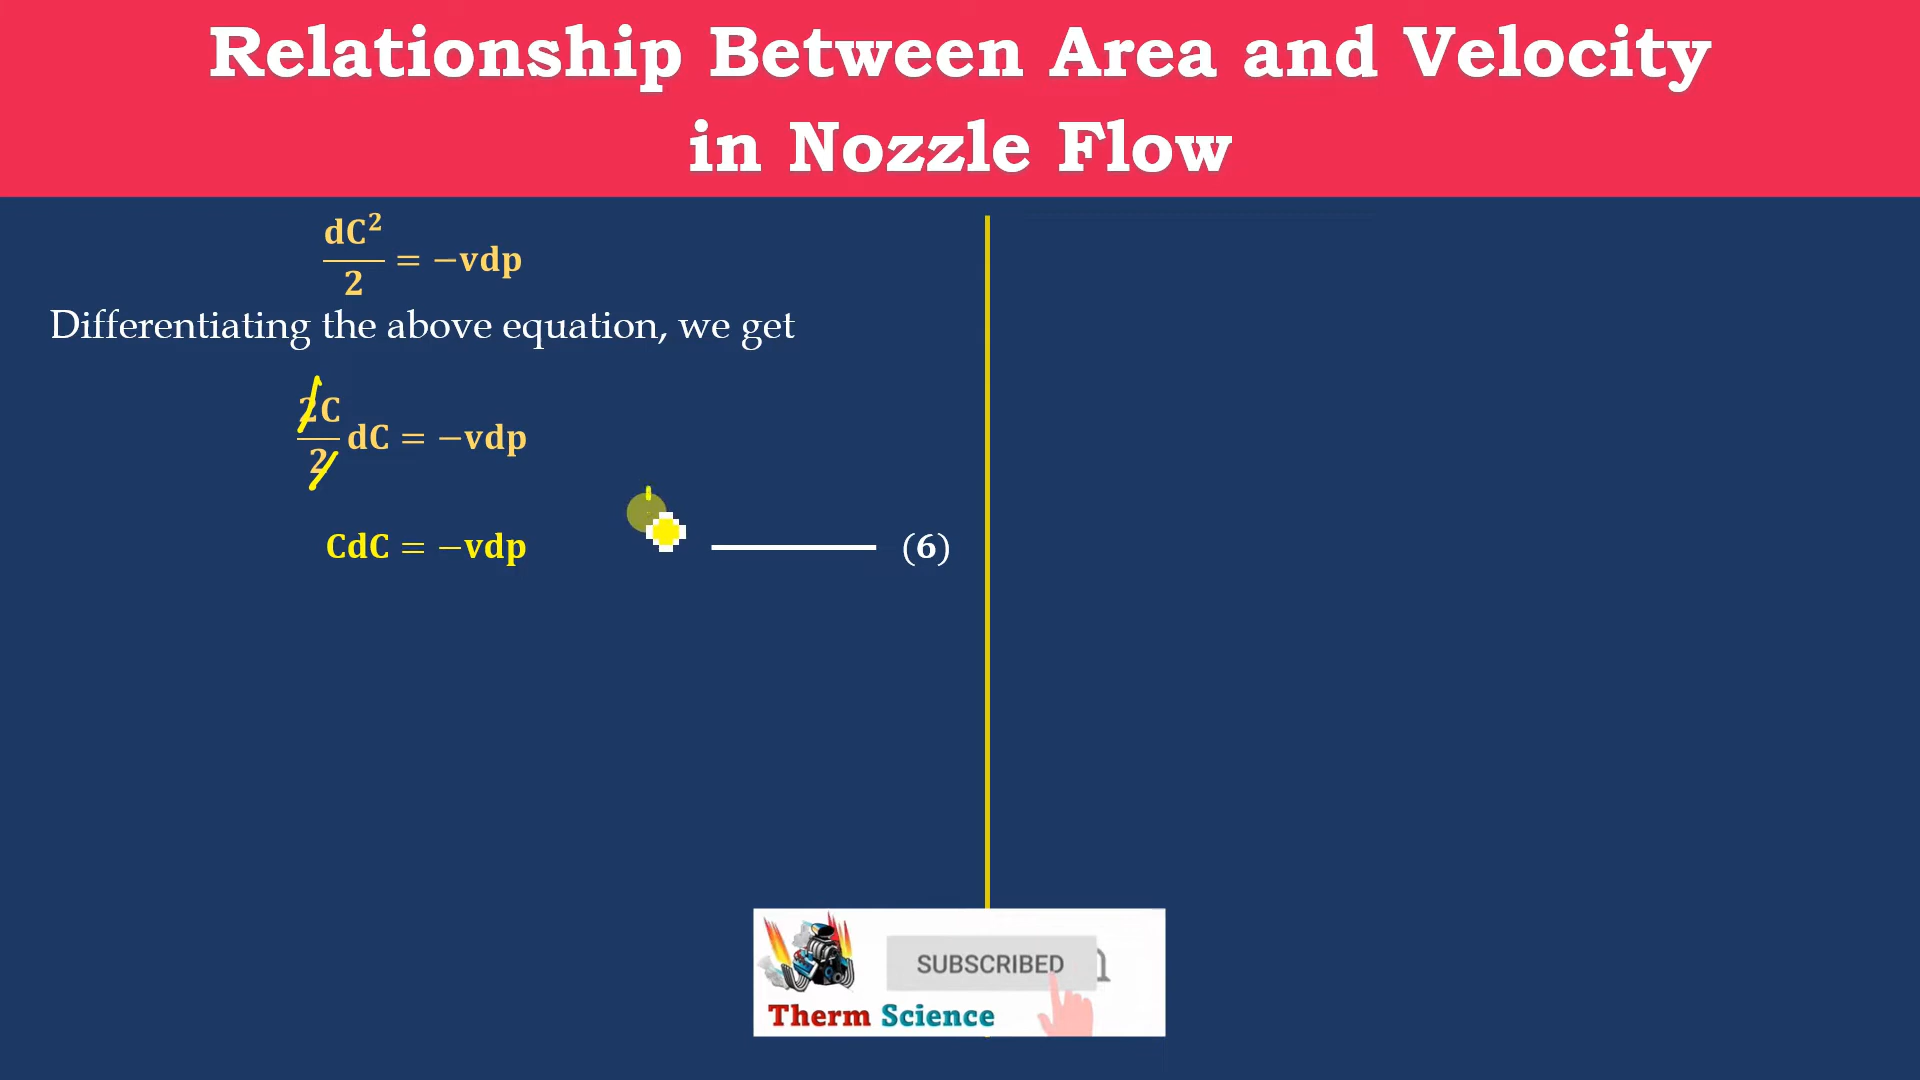 Relationship Between Area and Velocity
in Nozzle Flow
dC²/2 = −vdp
Differentiating the above equation, we get
2C/2 dC = −vdp
CdC = −vdp (6)
SUBSCRIBED
Therm Science